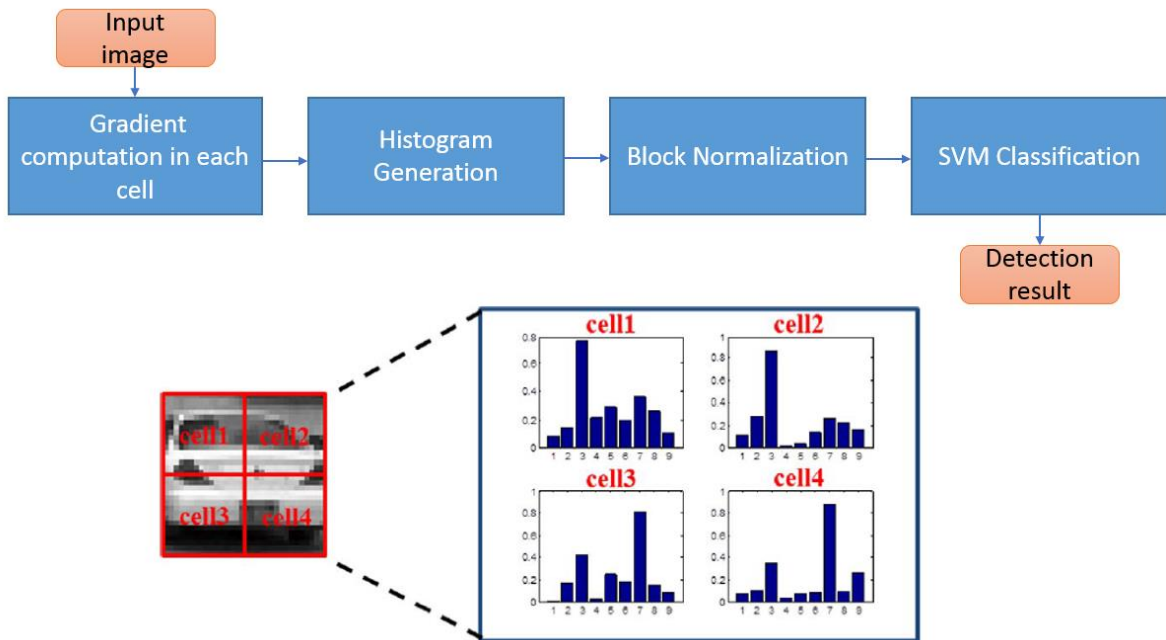 Input
image
Gradient
computation in each
cell
Histogram
Generation
Block Normalization
SVM Classification
Detection
result
cell1
cell2
cell3
cell4
cell1
0.8
0.6
0.4
0.2
0
1 2 3 4 5 6 7 8 9
cell2
1
0.8
0.6
0.4
0.2
0
1 2 3 4 5 6 7 8 9
cell3
1
0.8
0.6
0.4
0.2
0
1 2 3 4 5 6 7 8 9
cell4
1
0.8
0.6
0.4
0.2
0
1 2 3 4 5 6 7 8 9